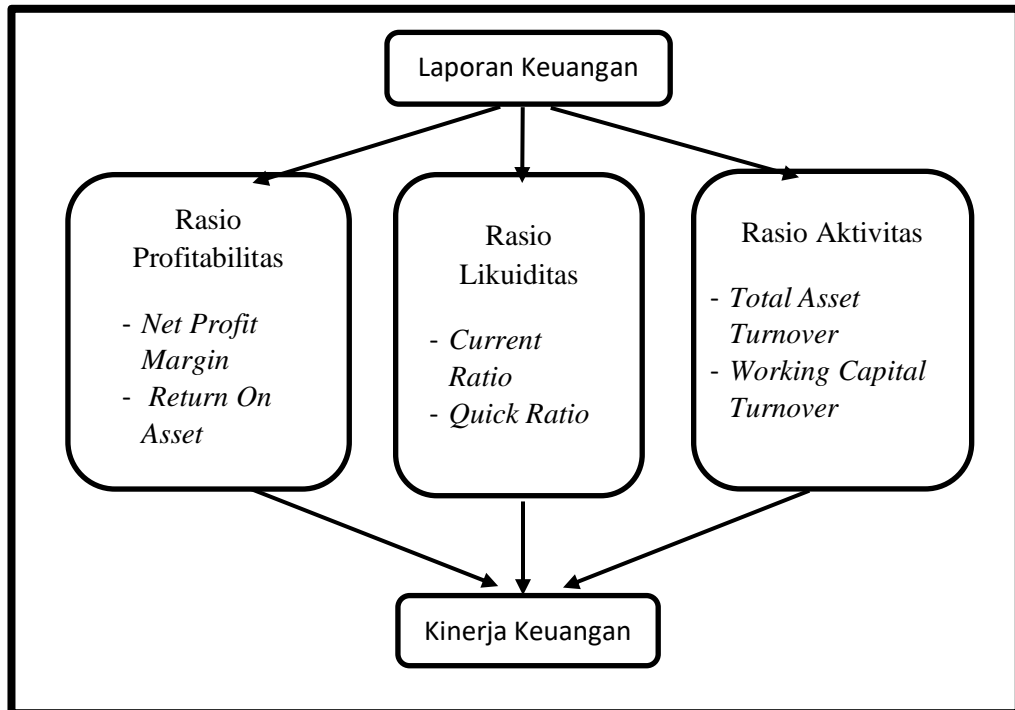 Laporan Keuangan
Rasio
Profitabilitas
- Net Profit
Margin
- Return On
Asset
Rasio
Likuiditas
- Current
Ratio
- Quick Ratio
Rasio Aktivitas
- Total Asset
Turnover
- Working Capital
Turnover
Kinerja Keuangan